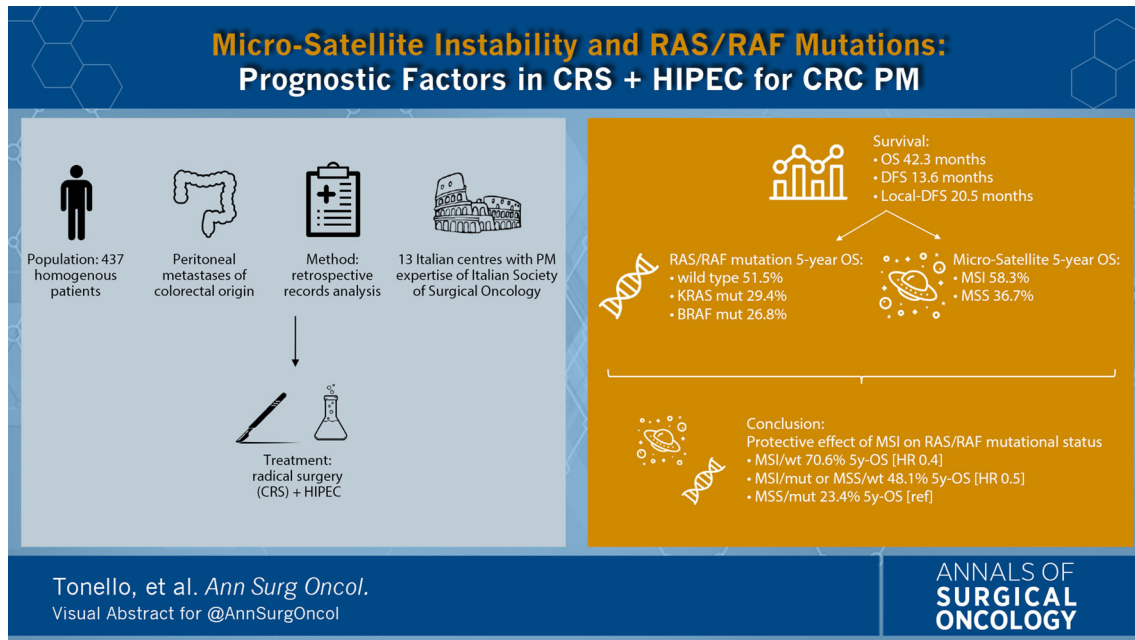 Micro-Satellite Instability and RAS/RAF Mutations:
Prognostic Factors in CRS + HIPEC for CRC PM
Population: 437
homogenous
patients
Peritoneal
metastases of
colorectal origin
Method:
retrospective
records analysis
13 Italian centres with PM
expertise of Italian Society
of Surgical Oncology
Treatment:
radical surgery
(CRS) + HIPEC
Survival:
• OS 42.3 months
• DFS 13.6 months
• Local-DFS 20.5 months
RAS/RAF mutation 5-year OS:
• wild type 51.5%
• KRAS mut 29.4%
• BRAF mut 26.8%
Micro-Satellite 5-year OS:
• MSI 58.3%
• MSS 36.7%
Conclusion:
Protective effect of MSI on RAS/RAF mutational status
• MSI/wt 70.6% 5y-OS [HR 0.4]
• MSI/mut or MSS/wt 48.1% 5y-OS [HR 0.5]
• MSS/mut 23.4% 5y-OS [ref]
Tonello, et al. Ann Surg Oncol.
Visual Abstract for @AnnSurgOncol
ANNALS OF
SURGICAL
ONCOLOGY